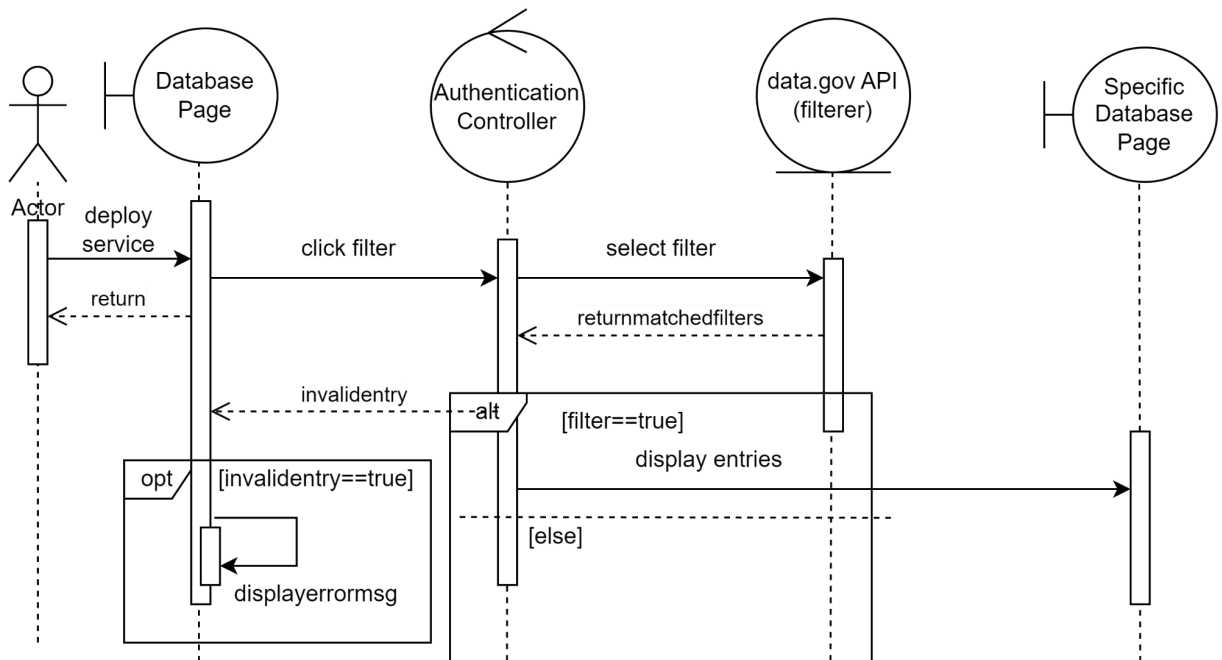 Database
Page
Authentication
Controller
data.gov API
(filterer)
Specific
Database
Page
Actor
deploy
service
click filter
select filter
return
returnmatchedfilters
invalidentry
alt
[filter==true]
display entries
opt
[invalidentry==true]
[else]
displayerrormsg